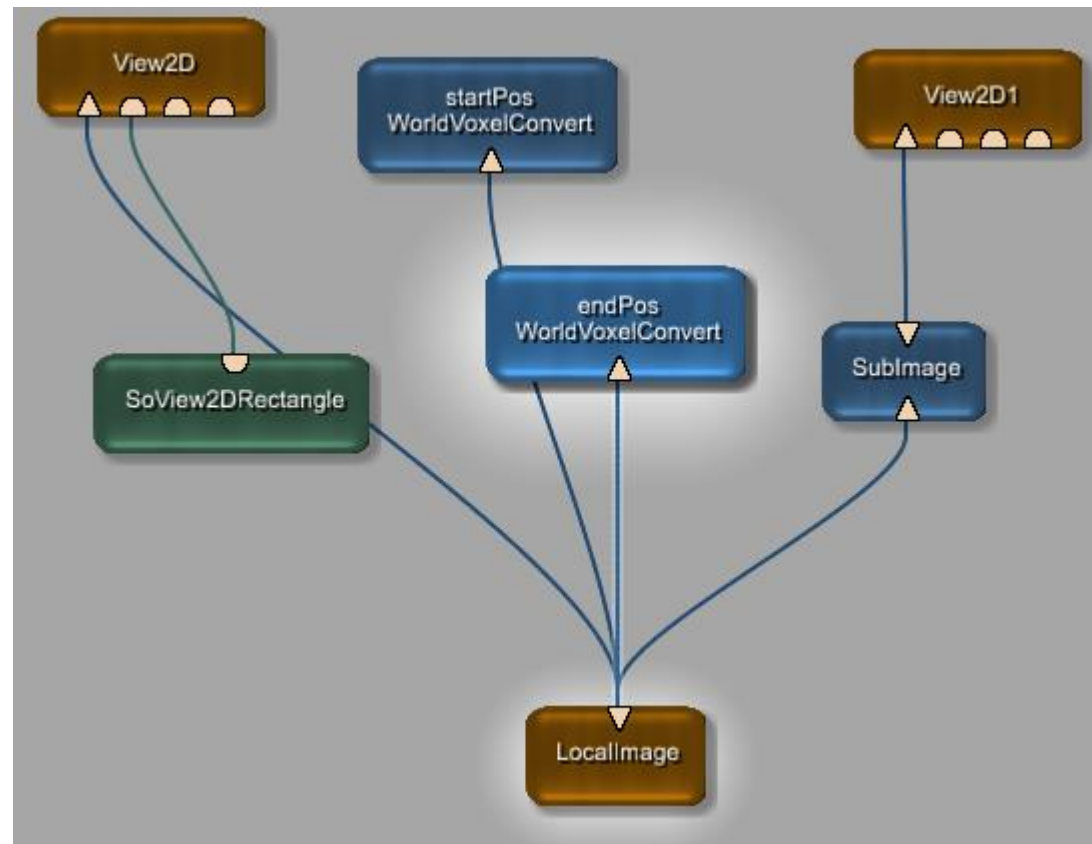 View2D
startPos
WorldVoxelConvert
View2D1
endPos
WorldVoxelConvert
SubImage
SoView2DRectangle
LocalImage